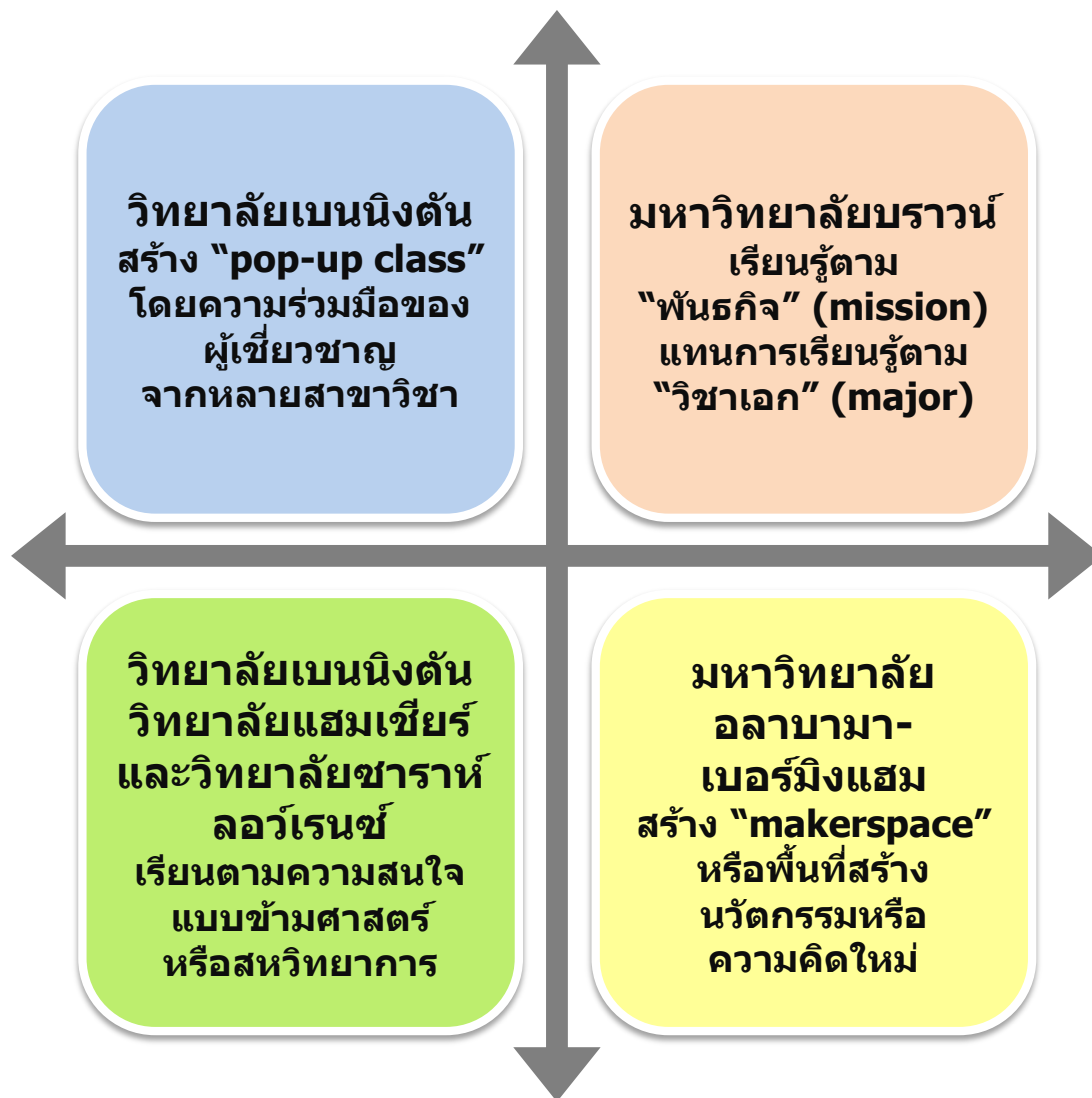 วิทยาลัยเบนนิงตัน
สร้าง “pop-up class”
โดยความร่วมมือของ
ผู้เชี่ยวชาญ
จากหลายสาขาวิชา
มหาวิทยาลัยบราวน์
เรียนรู้ตาม
“พันธกิจ” (mission)
แทนการเรียนรู้ตาม
“วิชาเอก” (major)
วิทยาลัยเบนนิงตัน
วิทยาลัยแฮมเชียร์
และวิทยาลัยซาราห์
ลอว์เรนซ์
เรียนตามความสนใจ
แบบข้ามศาสตร์
หรือสหวิทยาการ
มหาวิทยาลัย
อลาบามา-
เบอร์มิงแฮม
สร้าง “makerspace”
หรือพื้นที่สร้าง
นวัตกรรมหรือ
ความคิดใหม่